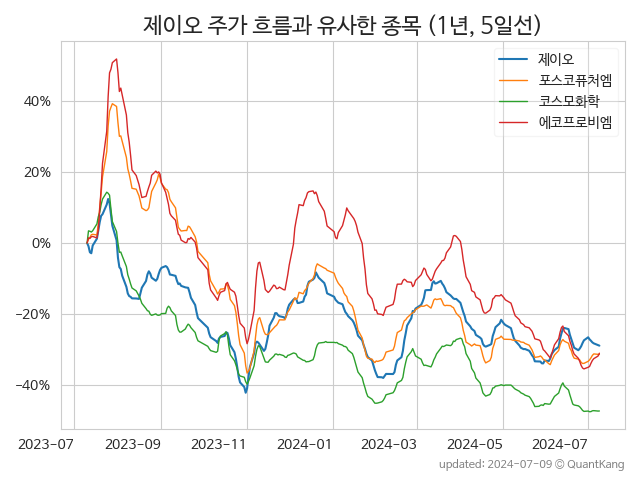 제이오 주가 흐름과 유사한 종목 (1년, 5일선)
제이오
포스코퓨처엠
코스모화학
에코프로비엠
40%
20%
0%
−20%
−40%
2023-07 2023-09 2023-11 2024-01 2024-03 2024-05 2024-07
updated: 2024-07-09 @ QuantKang